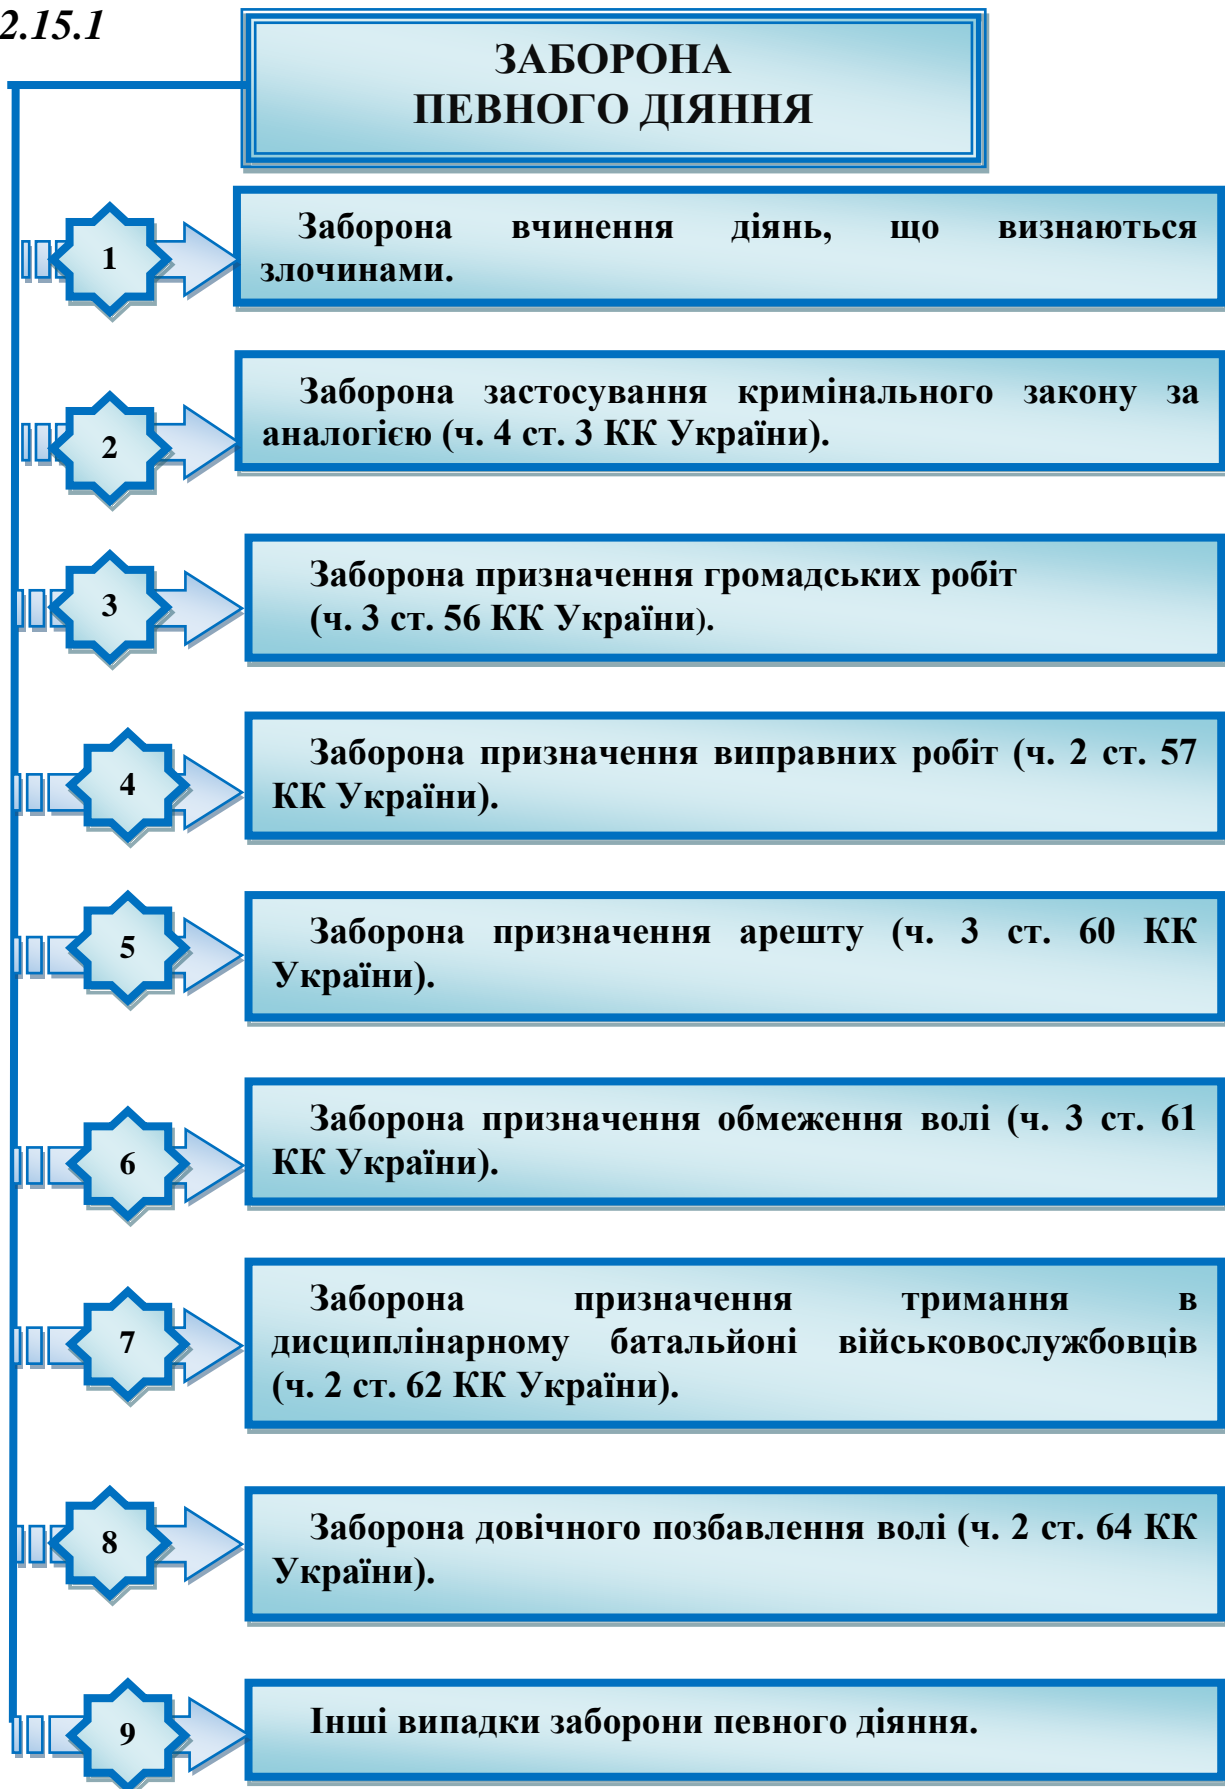 2.15.1
ЗАБОРОНА
ПЕВНОГО ДІЯННЯ
1
Заборона вчинення діянь, що визнаються
злочинами.
2
Заборона застосування кримінального закону за
аналогією (ч. 4 ст. 3 КК України).
3
Заборона призначення громадських робіт
(ч. 3 ст. 56 КК України).
4
Заборона призначення виправних робіт (ч. 2 ст. 57
КК України).
5
Заборона призначення арешту (ч. 3 ст. 60 КК
України).
6
Заборона призначення обмеження волі (ч. 3 ст. 61
КК України).
7
Заборона призначення тримання в
дисциплінарному батальйоні військовослужбовців
(ч. 2 ст. 62 КК України).
8
Заборона довічного позбавлення волі (ч. 2 ст. 64 КК
України).
9
Інші випадки заборони певного діяння.